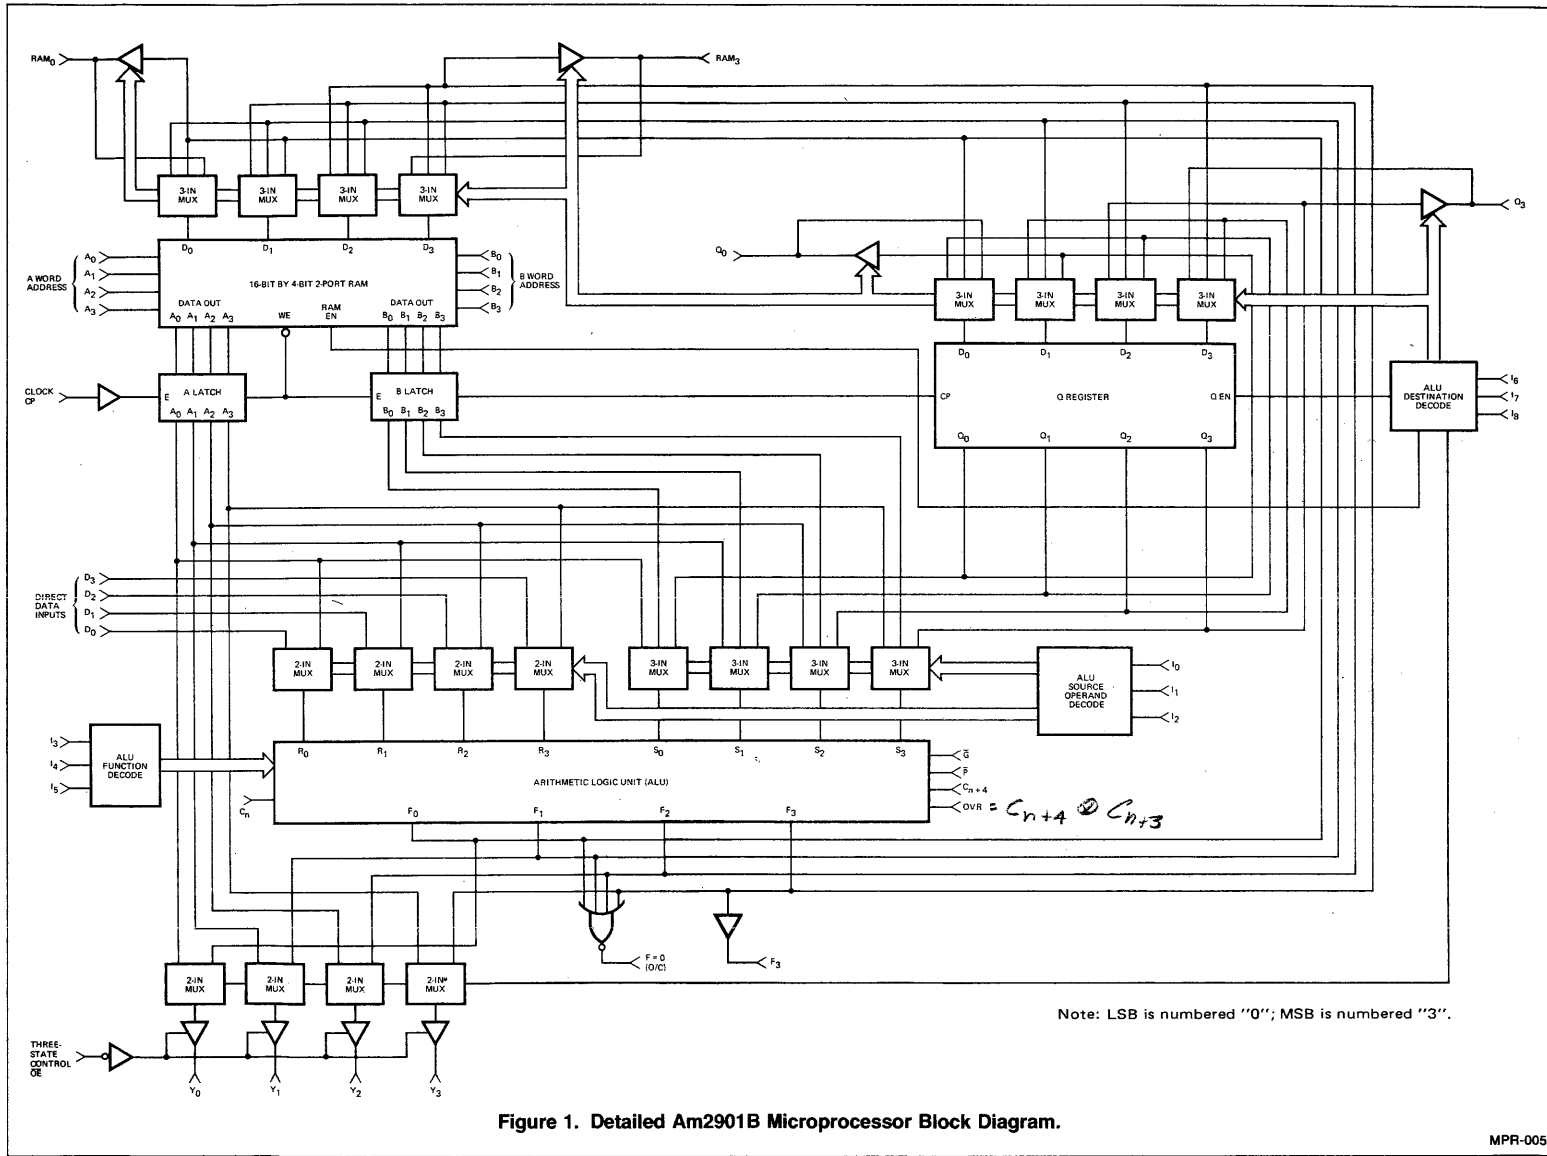 RAM0
RAM3
3-IN MUX
3-IN MUX
3-IN MUX
3-IN MUX
Q0
Q3
D0 D1 D2 D3
A WORD ADDRESS
A0
A1
A2
A3
16-BIT BY 4-BIT 2-PORT RAM
B0
B1
B2
B3
B WORD ADDRESS
DATA OUT
A0 A1 A2 A3
WE
RAM EN
DATA OUT
B0 B1 B2 B3
3-IN MUX
3-IN MUX
3-IN MUX
3-IN MUX
D0 D1 D2 D3
CP
Q REGISTER
Q EN
Q0 Q1 Q2 Q3
ALU DESTINATION DECODE
I6
I7
I8
CLOCK CP
E
A LATCH
A0 A1 A2 A3
E
B LATCH
B0 B1 B2 B3
DIRECT DATA INPUTS
D3
D2
D1
D0
2-IN MUX
2-IN MUX
2-IN MUX
2-IN MUX
3-IN MUX
3-IN MUX
3-IN MUX
3-IN MUX
ALU SOURCE OPERAND DECODE
I0
I1
I2
I3
I4
I5
ALU FUNCTION DECODE
R0 R1 R2 R3 S0 S1 S2 S3
ARITHMETIC LOGIC UNIT (ALU)
Cn
F0 F1 F2 F3
G̅
P̅
Cn+4
OVR = Cn+4 ⊕ Cn+3
F=0 (O/C)
F3
2-IN MUX
2-IN MUX
2-IN MUX
2-IN* MUX
THREE-STATE CONTROL O̅E̅
Y0 Y1 Y2 Y3
Note: LSB is numbered "0"; MSB is numbered "3".
Figure 1. Detailed Am2901B Microprocessor Block Diagram.
MPR-005